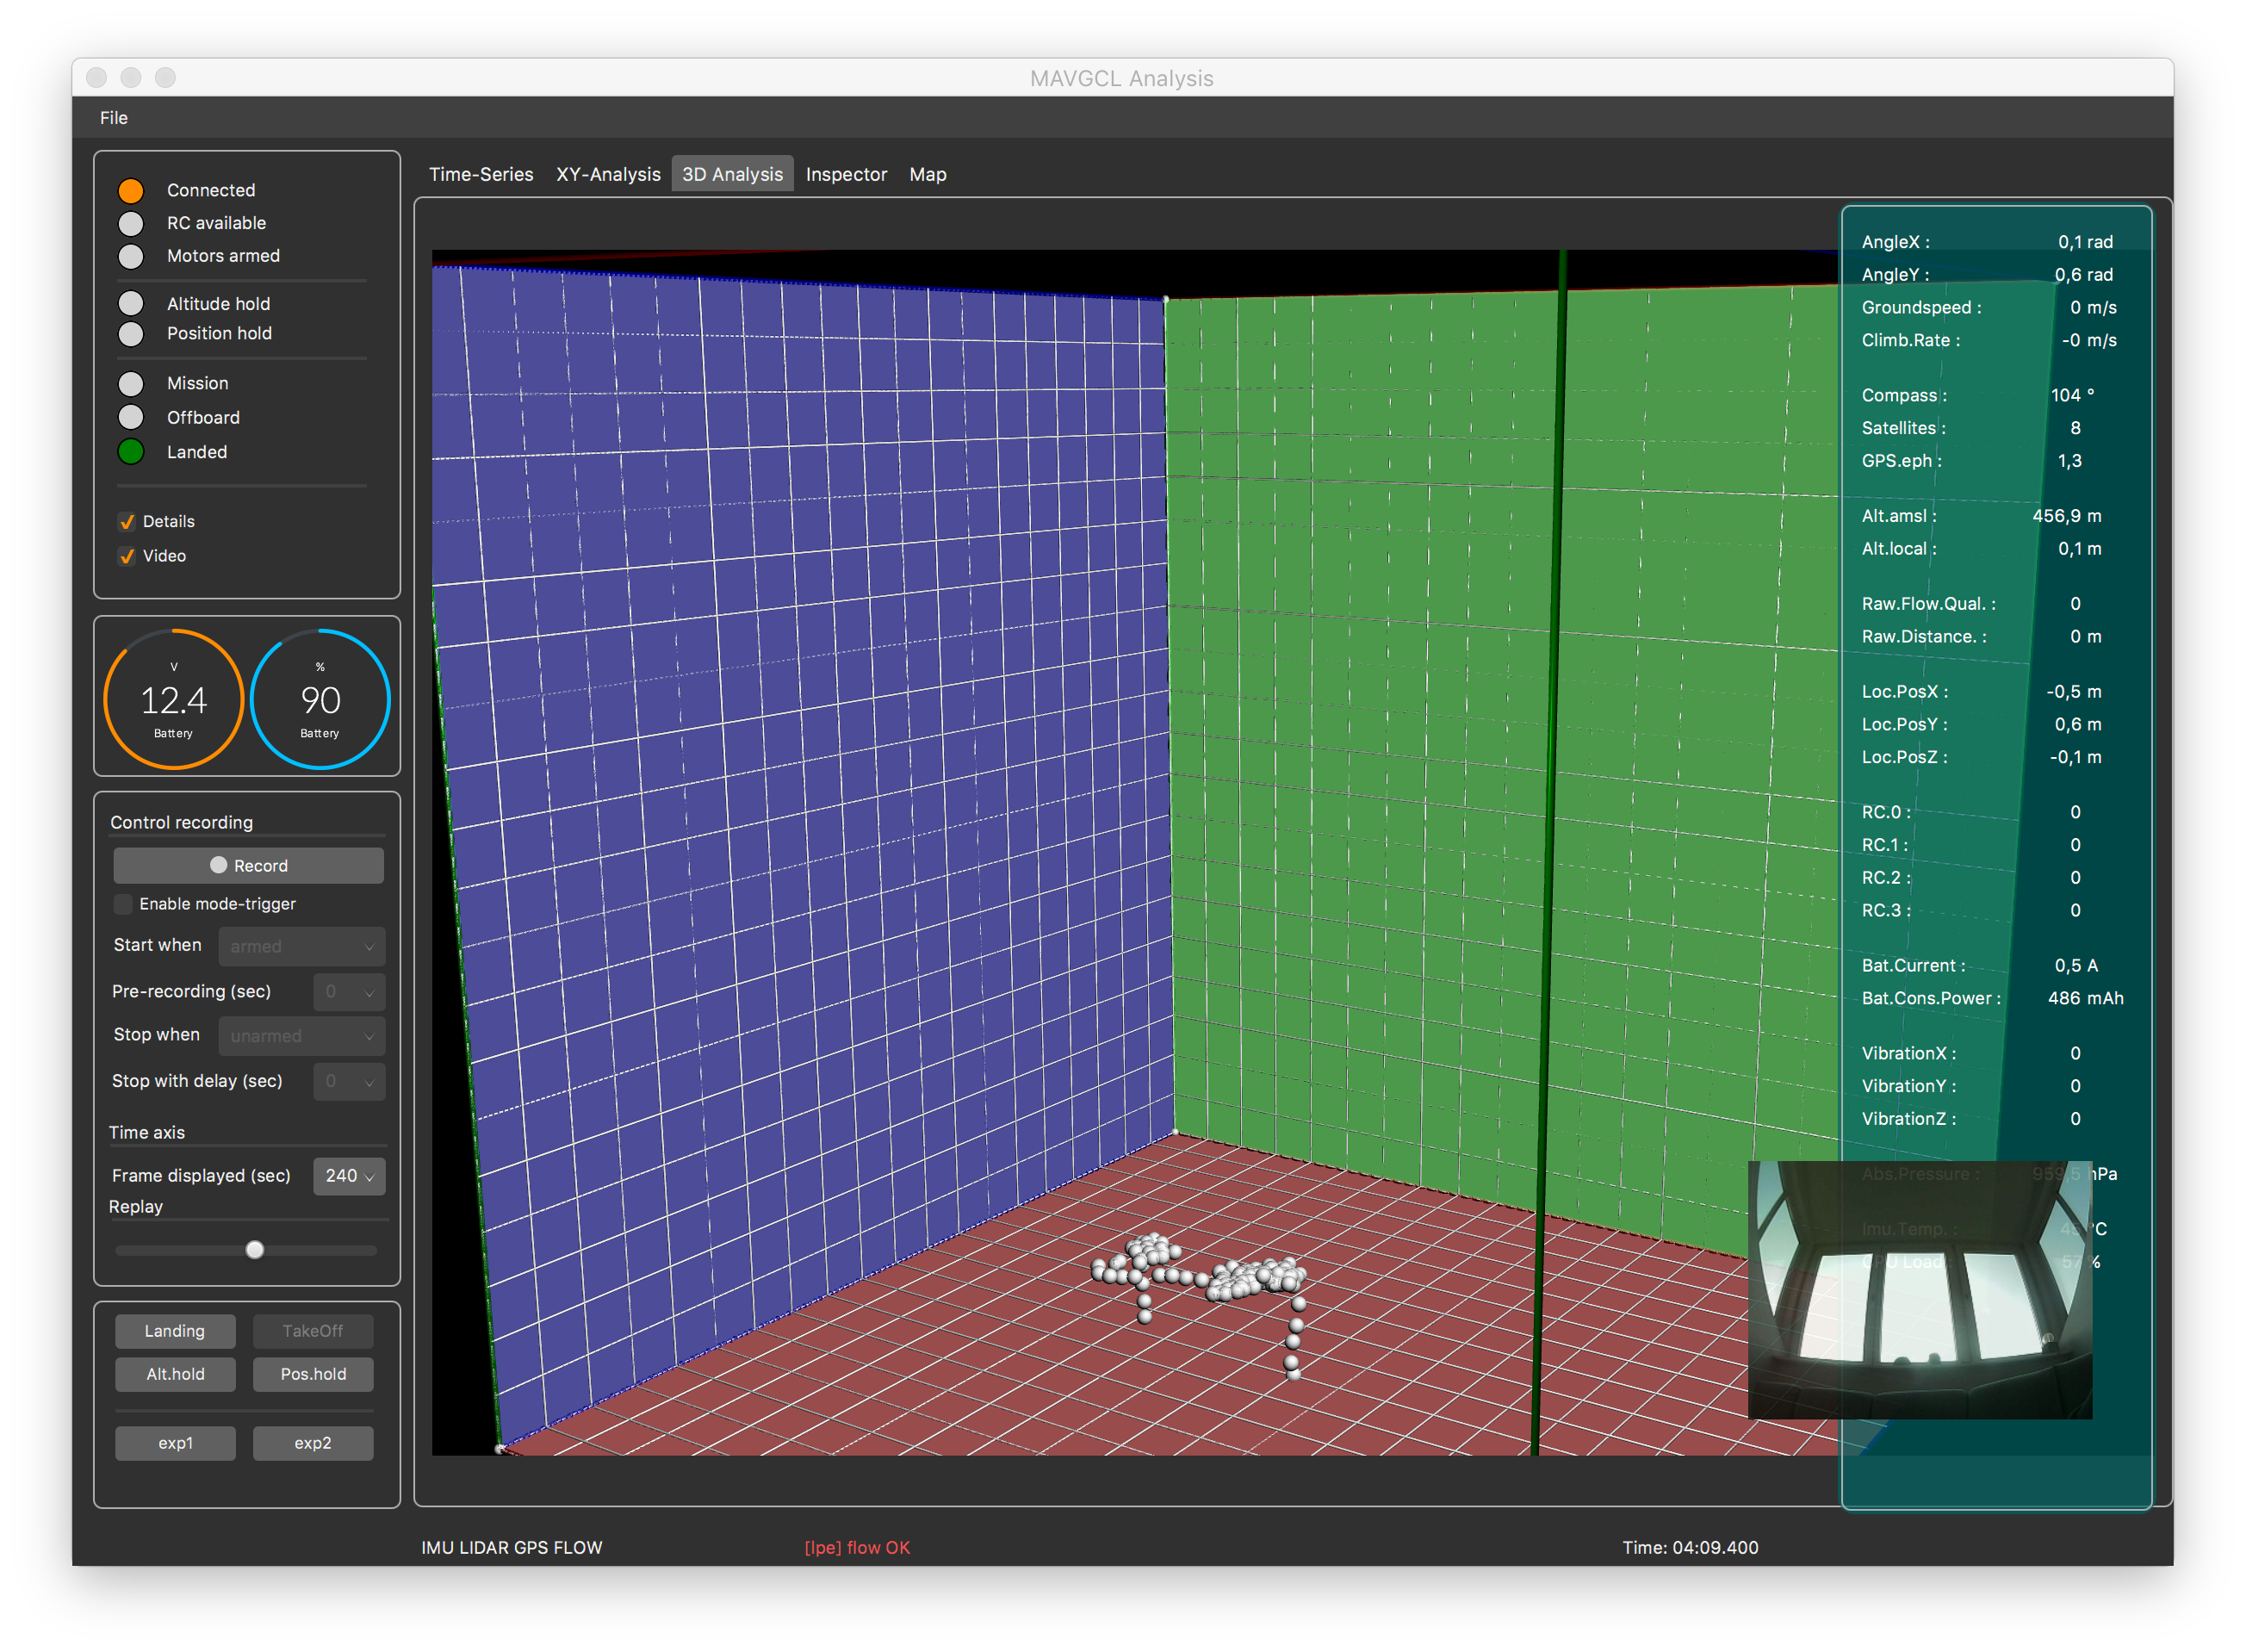 MAVGCL Analysis
File
Connected
RC available
Motors armed
Altitude hold
Position hold
Mission
Offboard
Landed
Details
Video
V
12.4
Battery
%
90
Battery
Control recording
Record
Enable mode-trigger
Start when armed
Pre-recording (sec) 0
Stop when unarmed
Stop with delay (sec) 0
Time axis
Frame displayed (sec) 240
Replay
Landing TakeOff
Alt.hold Pos.hold
exp1 exp2
Time-Series XY-Analysis 3D Analysis Inspector Map
AngleX : 0,1 rad
AngleY : 0,6 rad
Groundspeed : 0 m/s
Climb.Rate : -0 m/s
Compass : 104 °
Satellites : 8
GPS.eph : 1,3
Alt.amsl : 456,9 m
Alt.local : 0,1 m
Raw.Flow.Qual. : 0
Raw.Distance. : 0 m
Loc.PosX : -0,5 m
Loc.PosY : 0,6 m
Loc.PosZ : -0,1 m
RC.0 : 0
RC.1 : 0
RC.2 : 0
RC.3 : 0
Bat.Current : 0,5 A
Bat.Cons.Power : 486 mAh
VibrationX : 0
VibrationY : 0
VibrationZ : 0
Abs.Pressure : 959,5 hPa
Imu.Temp. : 45 °C
CPU Load : 57 %
IMU LIDAR GPS FLOW
[lpe] flow OK
Time: 04:09.400